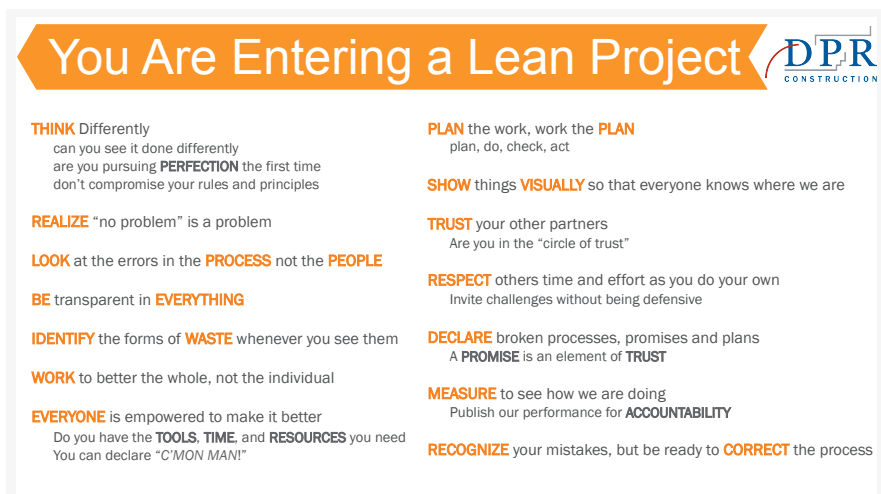 You Are Entering a Lean Project
DPR
CONSTRUCTION
THINK Differently
can you see it done differently
are you pursuing PERFECTION the first time
don't compromise your rules and principles
REALIZE “no problem” is a problem
LOOK at the errors in the PROCESS not the PEOPLE
BE transparent in EVERYTHING
IDENTIFY the forms of WASTE whenever you see them
WORK to better the whole, not the individual
EVERYONE is empowered to make it better
Do you have the TOOLS, TIME, and RESOURCES you need
You can declare “C'MON MAN!”
PLAN the work, work the PLAN
plan, do, check, act
SHOW things VISUALLY so that everyone knows where we are
TRUST your other partners
Are you in the “circle of trust”
RESPECT others time and effort as you do your own
Invite challenges without being defensive
DECLARE broken processes, promises and plans
A PROMISE is an element of TRUST
MEASURE to see how we are doing
Publish our performance for ACCOUNTABILITY
RECOGNIZE your mistakes, but be ready to CORRECT the process